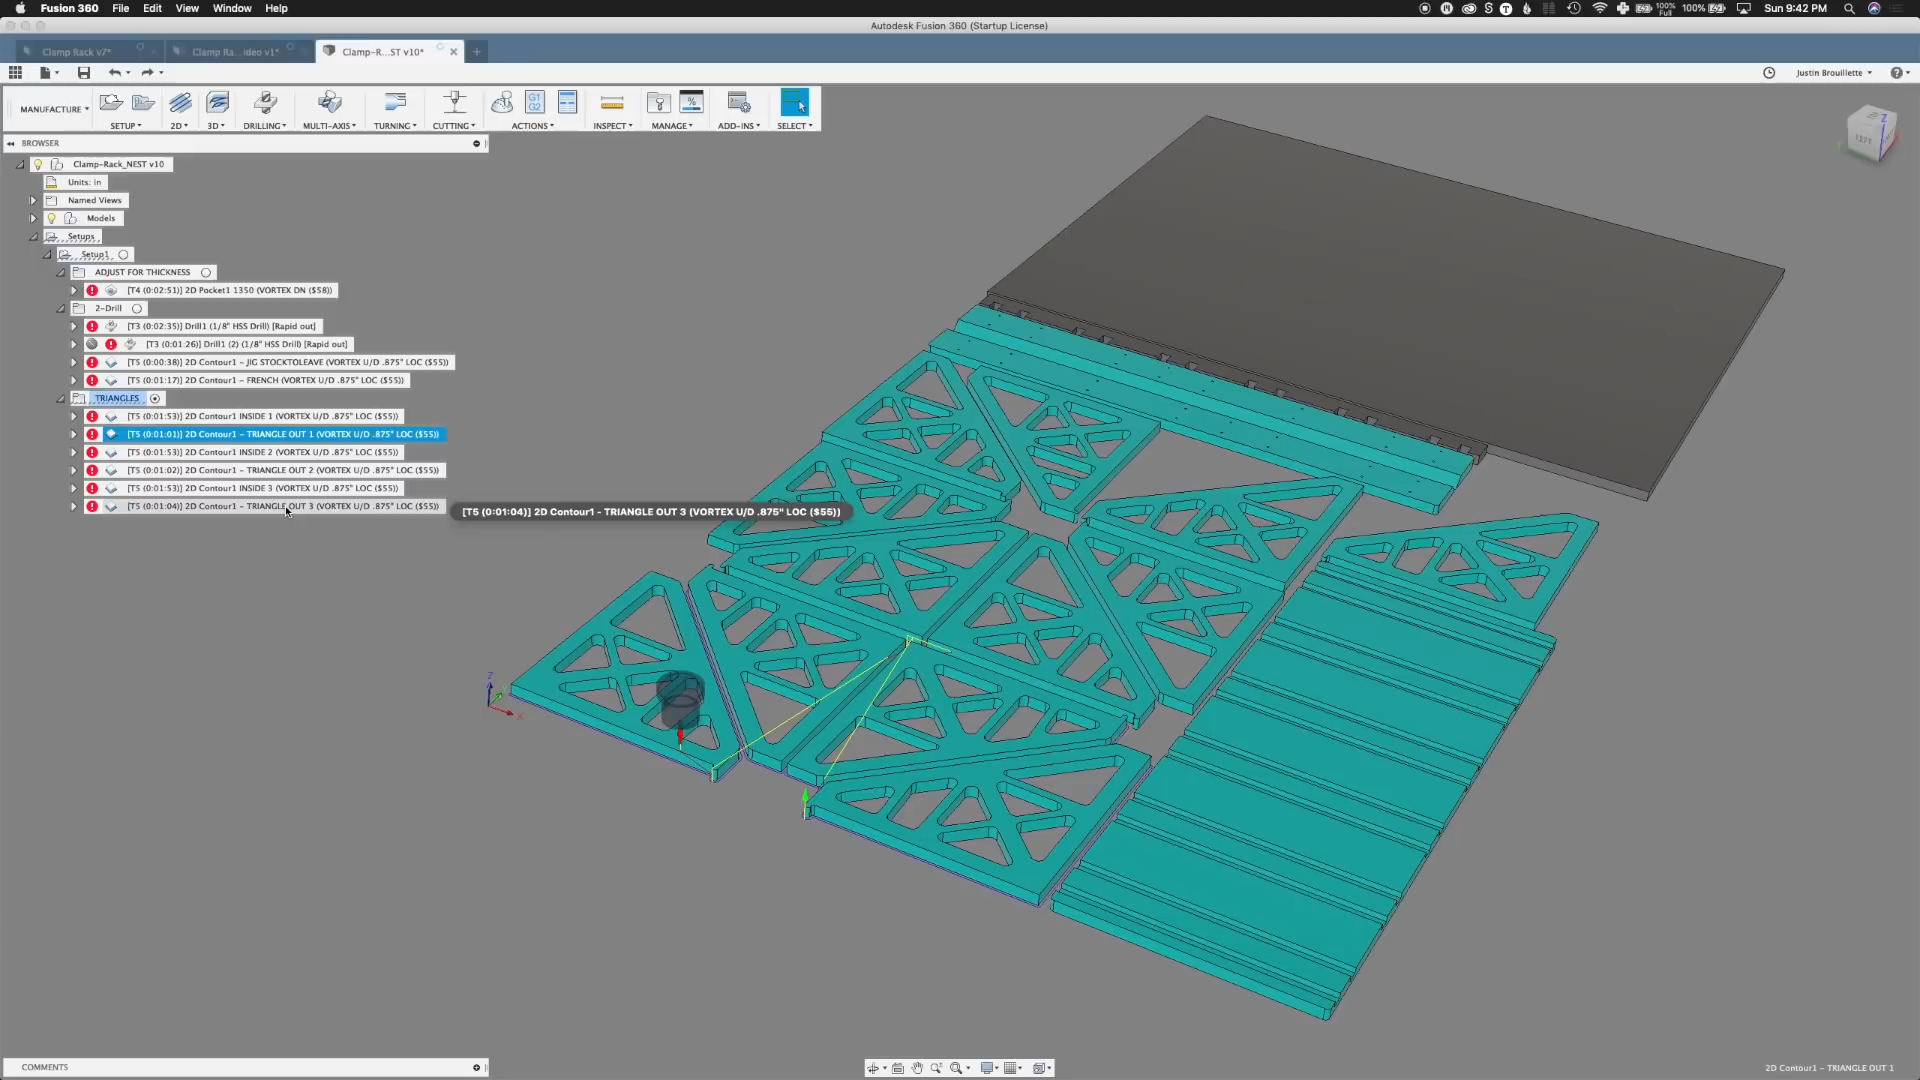 Fusion 360 File Edit View Window Help
100% Full 100% Sun 9:42 PM
Autodesk Fusion 360 (Startup License)
Clamp Rack v7* Clamp Ra...ideo v1* Clamp-R...ST v10*
Justin Brouillette
MANUFACTURE
G1 G2
SETUP 2D 3D DRILLING MULTI-AXIS TURNING CUTTING ACTIONS INSPECT MANAGE ADD-INS SELECT
BROWSER
Clamp-Rack_NEST v10
Units: in
Named Views
Models
Setups
Setup1
ADJUST FOR THICKNESS
[T4 (0:02:51)] 2D Pocket1 1350 (VORTEX DN ($58))
2-Drill
[T3 (0:02:35)] Drill1 (1/8" HSS Drill) [Rapid out]
[T3 (0:01:26)] Drill1 (2) (1/8" HSS Drill) [Rapid out]
[T5 (0:00:38)] 2D Contour1 - JIG STOCKTOLEAVE (VORTEX U/D .875" LOC ($55))
[T5 (0:01:17)] 2D Contour1 - FRENCH (VORTEX U/D .875" LOC ($55))
TRIANGLES
[T5 (0:01:53)] 2D Contour1 INSIDE 1 (VORTEX U/D .875" LOC ($55))
[T5 (0:01:01)] 2D Contour1 - TRIANGLE OUT 1 (VORTEX U/D .875" LOC ($55))
[T5 (0:01:53)] 2D Contour1 INSIDE 2 (VORTEX U/D .875" LOC ($55))
[T5 (0:01:02)] 2D Contour1 - TRIANGLE OUT 2 (VORTEX U/D .875" LOC ($55))
[T5 (0:01:53)] 2D Contour1 INSIDE 3 (VORTEX U/D .875" LOC ($55))
[T5 (0:01:04)] 2D Contour1 - TRIANGLE OUT 3 (VORTEX U/D .875" LOC ($55))
[T5 (0:01:04)] 2D Contour1 - TRIANGLE OUT 3 (VORTEX U/D .875" LOC ($55))
Z
LEFT
Z
X
COMMENTS
2D Contour1 - TRIANGLE OUT 1